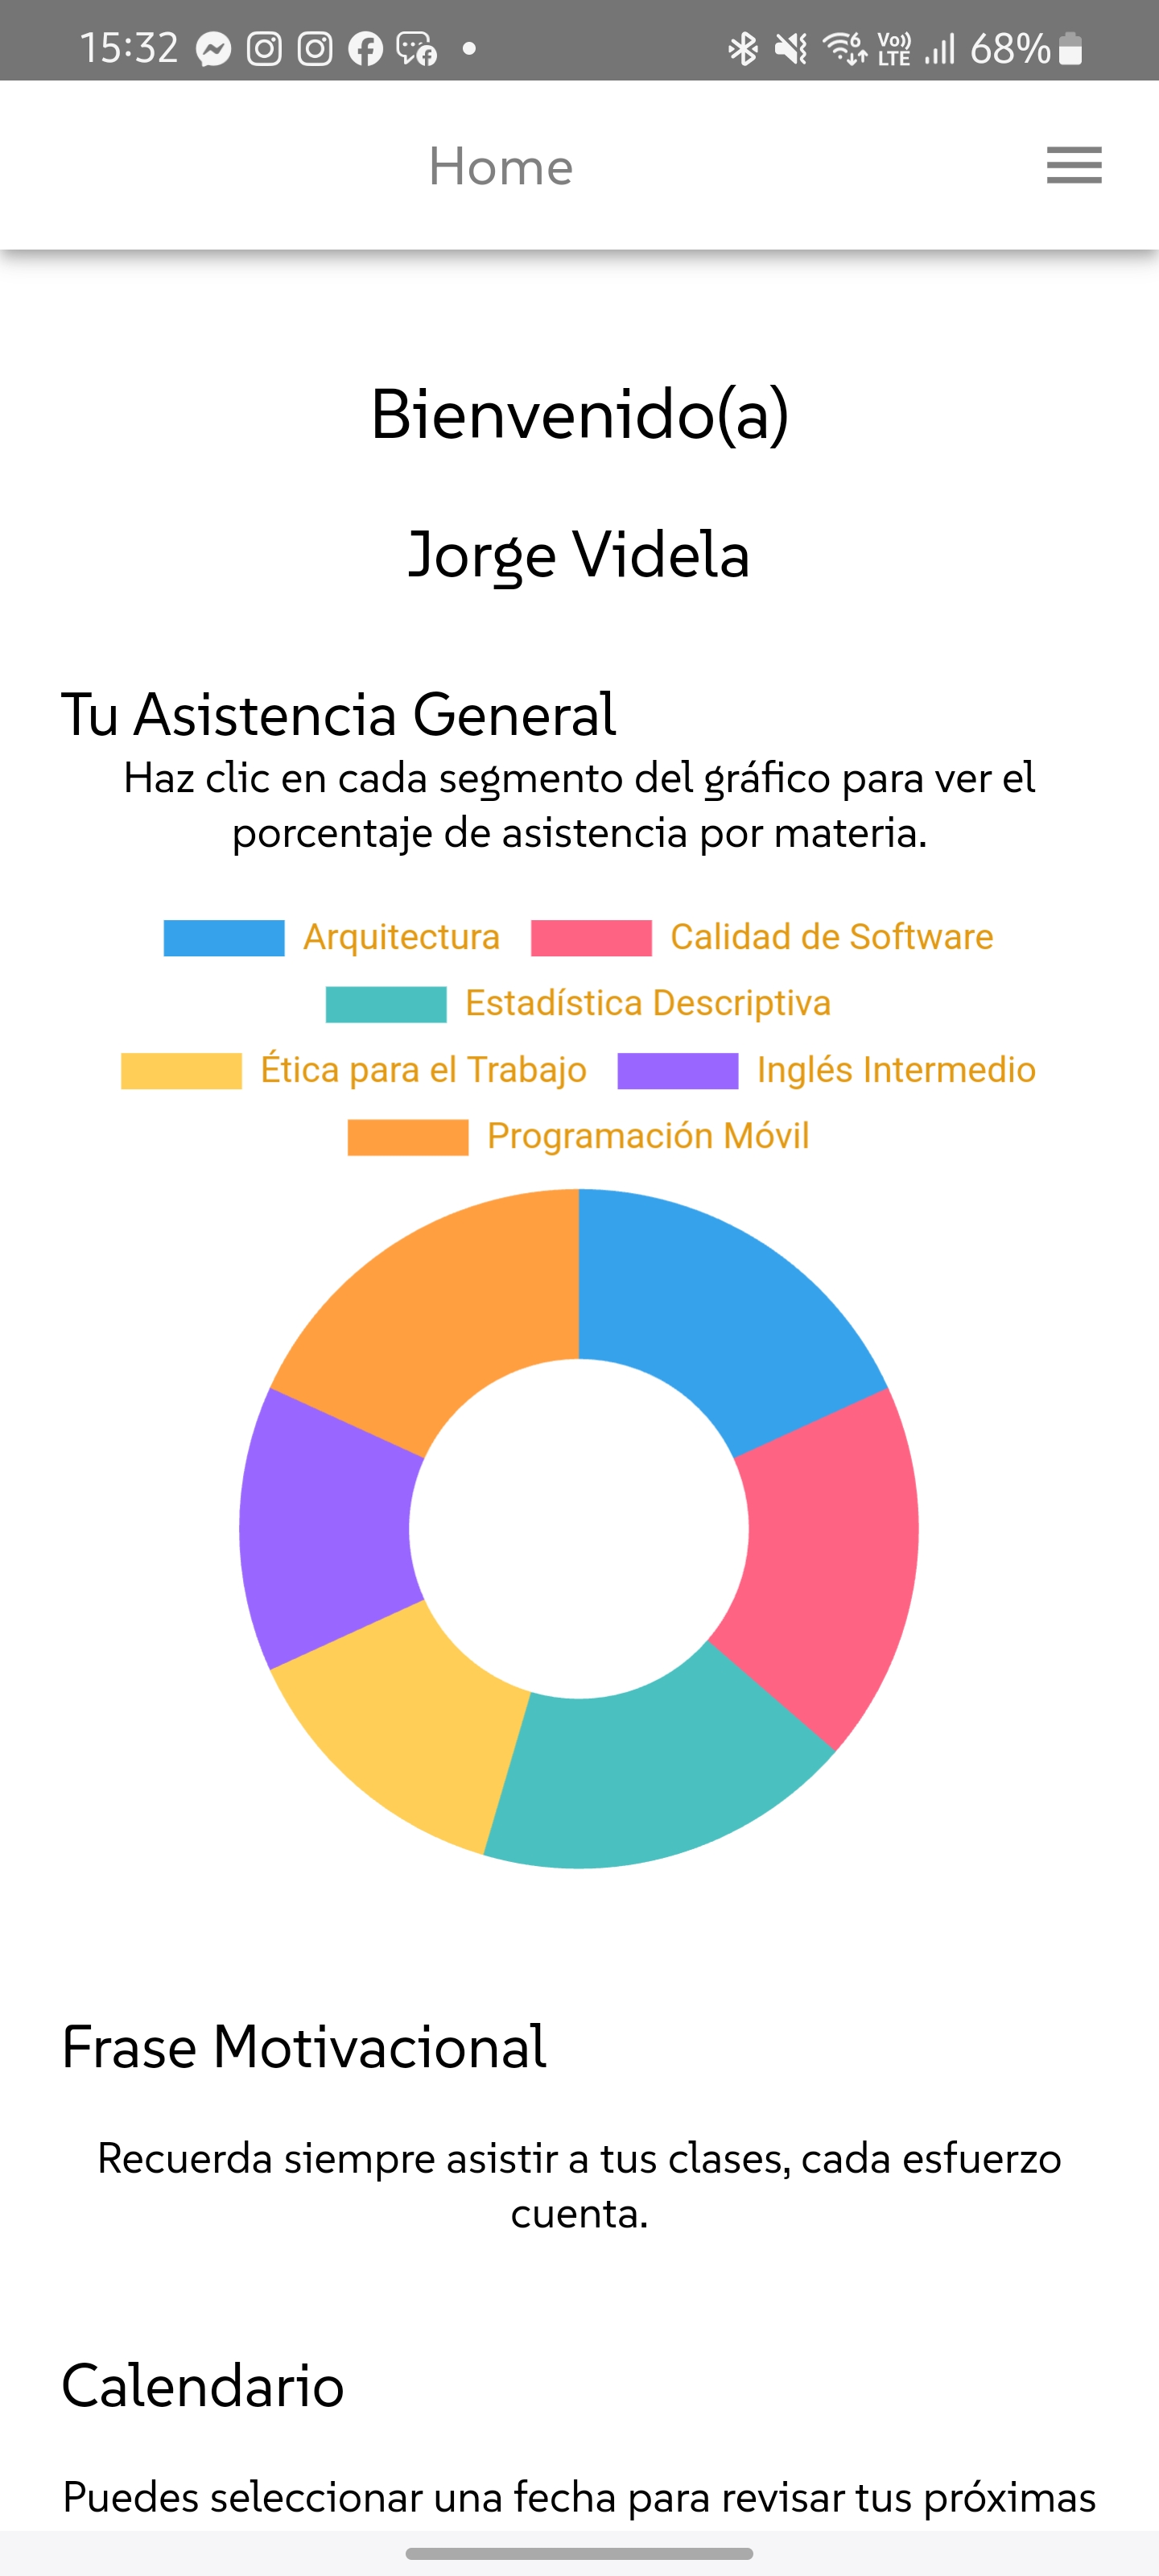 15:32
Vo)) LTE 68%
Home
Bienvenido(a)
Jorge Videla
Tu Asistencia General
Haz clic en cada segmento del gráfico para ver el
porcentaje de asistencia por materia.
Arquitectura Calidad de Software
Estadística Descriptiva
Ética para el Trabajo Inglés Intermedio
Programación Móvil
Frase Motivacional
Recuerda siempre asistir a tus clases, cada esfuerzo
cuenta.
Calendario
Puedes seleccionar una fecha para revisar tus próximas